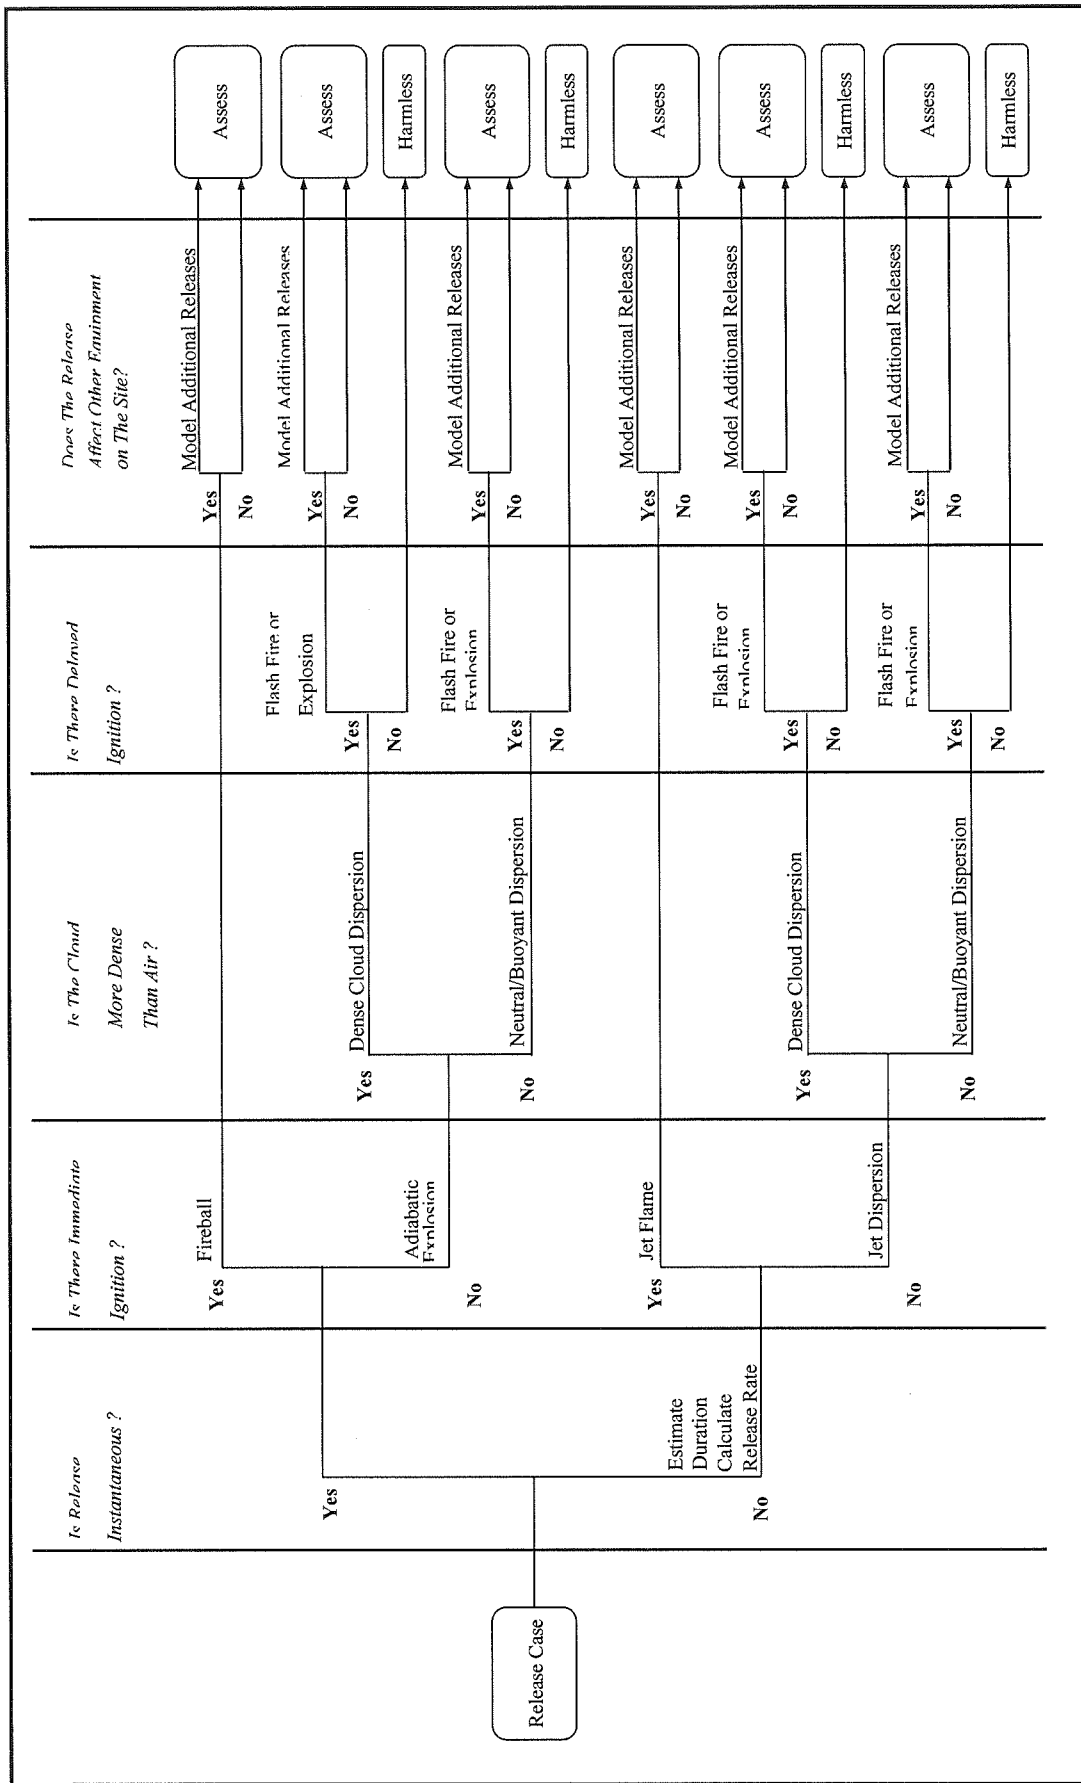 Release Case
Is Release
Instantaneous ?
Yes
No
Estimate
Duration
Calculate
Release Rate
Is There Immediate
Ignition ?
Yes
Fireball
No
Adiabatic
Explosion
Yes
Jet Flame
No
Jet Dispersion
Is The Cloud
More Dense
Than Air ?
Yes
Dense Cloud Dispersion
No
Neutral/Buoyant Dispersion
Yes
Dense Cloud Dispersion
No
Neutral/Buoyant Dispersion
Is There Delayed
Ignition ?
Flash Fire or
Explosion
Yes
No
Flash Fire or
Explosion
Yes
No
Flash Fire or
Explosion
Yes
No
Flash Fire or
Explosion
Yes
No
Does The Release
Affect Other Equipment
on The Site?
Yes
Model Additional Releases
No
Yes
Model Additional Releases
No
Yes
Model Additional Releases
No
Yes
Model Additional Releases
No
Yes
Model Additional Releases
No
Yes
Model Additional Releases
No
Assess
Assess
Harmless
Assess
Harmless
Assess
Assess
Harmless
Assess
Harmless